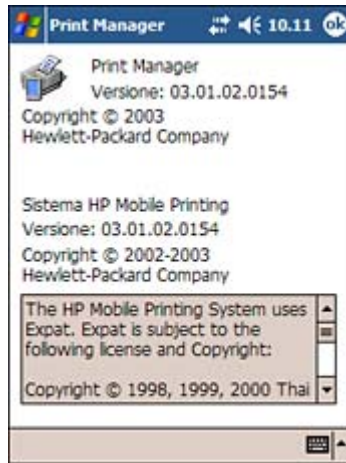 Print Manager 10.11 ok
Print Manager
Versione: 03.01.02.0154
Copyright © 2003
Hewlett-Packard Company
Sistema HP Mobile Printing
Versione: 03.01.02.0154
Copyright © 2002-2003
Hewlett-Packard Company
The HP Mobile Printing System uses
Expat. Expat is subject to the
following license and Copyright:
Copyright © 1998, 1999, 2000 Thai